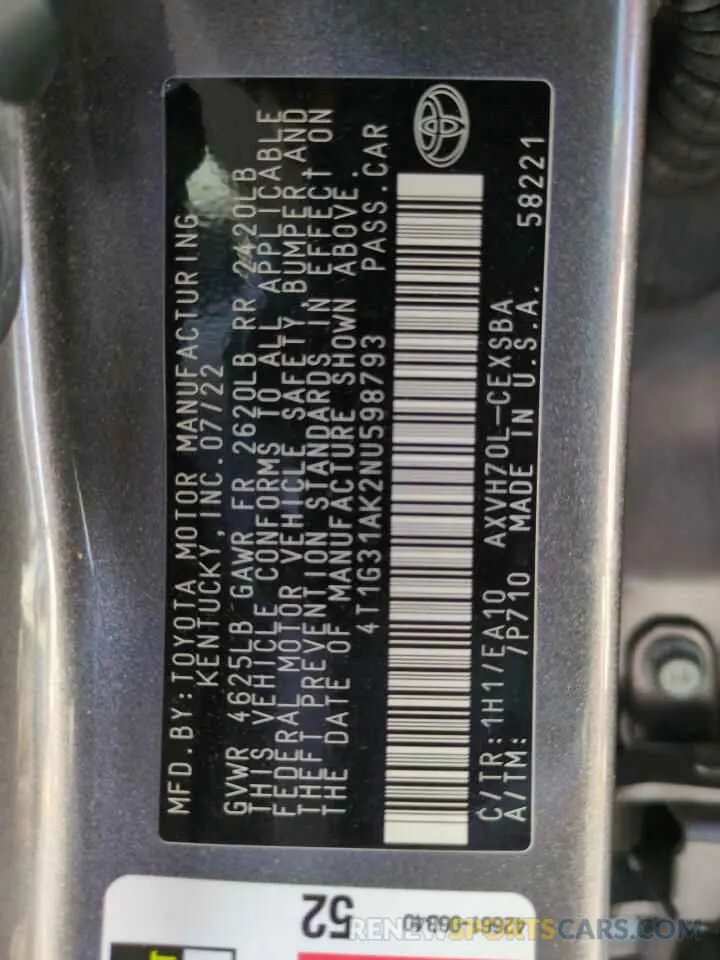 MFD.BY:TOYOTA MOTOR MANUFACTURING
KENTUCKY,INC.07/22
GVWR 4625LB GAWR FR 2620LB RR 2420LB
THIS VEHICLE CONFORMS TO ALL APPLICABLE
FEDERAL MOTOR VEHICLE SAFETY, BUMPER, AND
THEFT PREVENTION STANDARDS IN EFFECT ON
THE DATE OF MANUFACTURE SHOWN ABOVE.
4T1G31AK2NU598793 PASS.CAR
C/TR:1H1/EA10 AXVH70L-CEXSBA
A/TM: /P710 MADE IN U.S.A. 58221
52
RENEWSPORTSCARS.COM